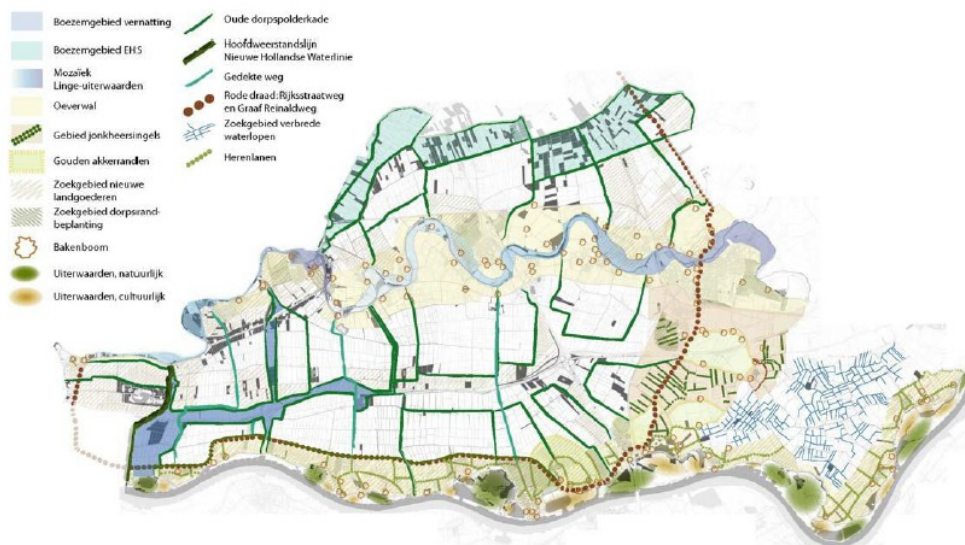 Boezemgebied vernatting
Boezemgebied EHS
Mozaïek
Linge-uiterwaarden
Oeverwal
Gebied jonkheersingels
Gouden akkerranden
Zoekgebied nieuwe
landgoederen
Zoekgebied dorpsrand-
beplanting
Bakenboom
Uiterwaarden, natuurlijk
Uiterwaarden, cultuurlijk
Oude dorpspolderkade
Hoofdweerstandslijn
Nieuwe Hollandse Waterlinie
Gedekte weg
Rode draad: Rijksstraatweg
en Graaf Reinaldweg
Zoekgebied verbrede
waterlopen
Herenlanen